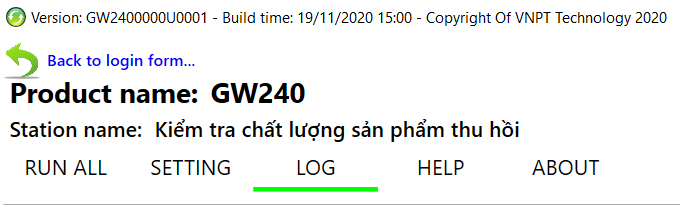 Version: GW2400000U0001 - Build time: 19/11/2020 15:00 - Copyright Of VNPT Technology 2020
Back to login form...
Product name: GW240
Station name: Kiểm tra chất lượng sản phẩm thu hồi
RUN ALL SETTING LOG HELP ABOUT